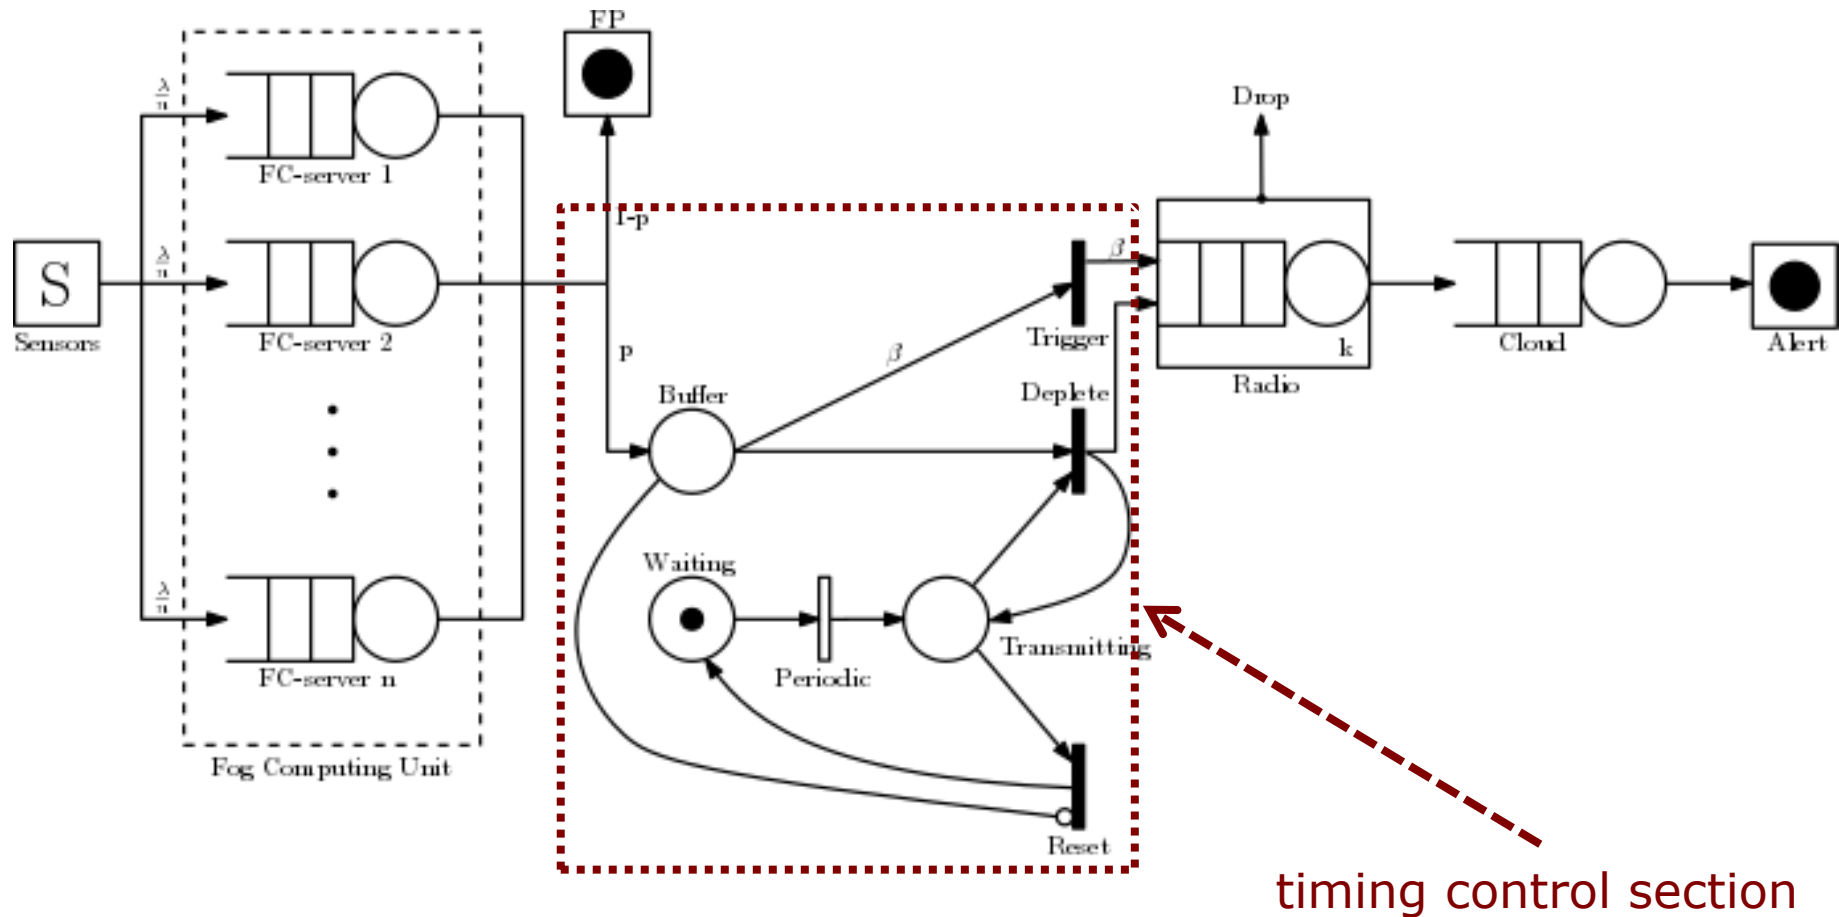 FP
λ/n
FC-server 1
Drop
1-p
S
Sensors
λ/n
FC-server 2
β
Trigger
k
Radio
Cloud
Alert
p
β
Deplete
Buffer
Waiting
Transmitting
λ/n
FC-server n
Periodic
Fog Computing Unit
Reset
timing control section